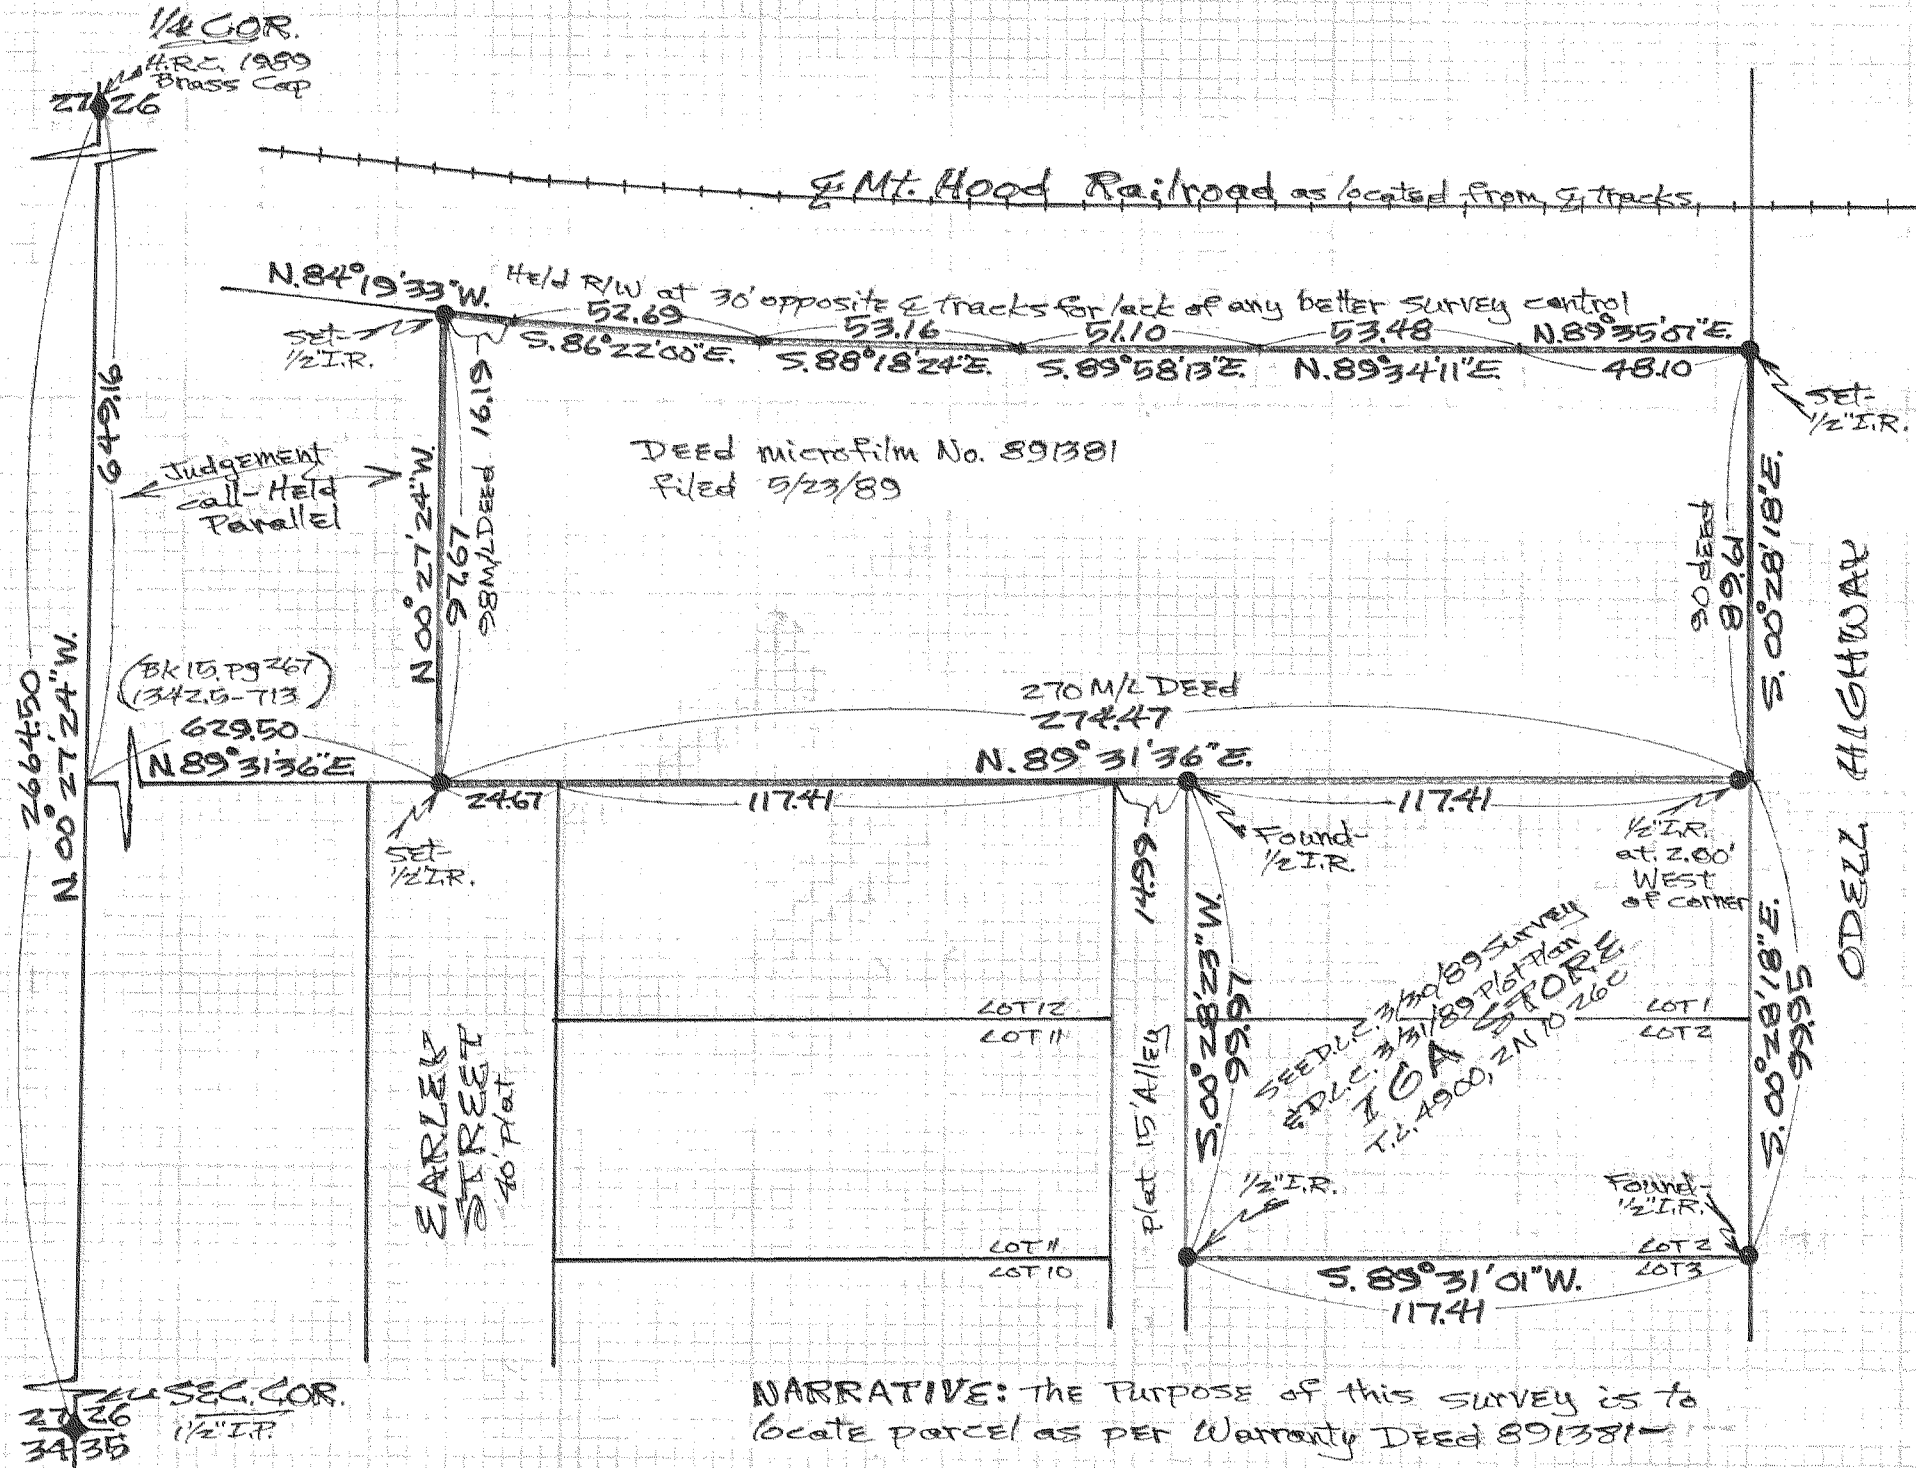 1/4 COR.
H.R.C. 1989
Brass Cap
27 26
℄ Mt. Hood Railroad as located from ℄ tracks
N.84°19'33"W.
Held R/W at 30' opposite ℄ tracks for lack of any better survey control
52.69
53.16
51.10
53.48
N.89°35'07"E.
SET-
1/2"I.R.
S.86°22'00"E.
S.88°18'24"E.
S.89°58'13"E.
N.89°34'11"E.
48.10
SET-
1/2"I.R.
649.16
16.19
Judgement
call-Held
Parallel
N 00°27'24"W.
97.67
98 M/L DEED
DEED microfilm No. 891381
filed 5/23/89
90 deed
89.61
S.00°28'18"E.
ODELL HIGHWAY
2664.50
N.00°27'24"W.
(BK 15, Pg 267)
(1342.5-713)
629.50
N.89°31'36"E.
270 M/L DEED
274.47
N.89°31'36"E.
24.67
117.41
117.41
SET-
1/2"I.R.
14.99
Found-
1/2"I.R.
1/2"I.R.
at. 2.00'
WEST
of corner
S.00°28'23"W.
99.97
SEE D.L.C. 3/30/89 Survey
& D.L.C. 3/31/89 Plot Plan
IGA STORE
T.L. 4900, 2N 10 26C
S.00°28'18"E.
99.95
LOT 12
LOT 11
LOT 1
LOT 2
EARLEK
STREET
40' Plat
Plat 15' Alley
1/2"I.R.
Found-
1/2"I.R.
LOT 11
LOT 10
LOT 2
LOT 3
S.89°31'01"W.
117.41
SEC. COR.
1 1/2"I.P.
27 26
34 35
NARRATIVE: The Purpose of this survey is to
locate parcel as per Warranty DEED 891381-